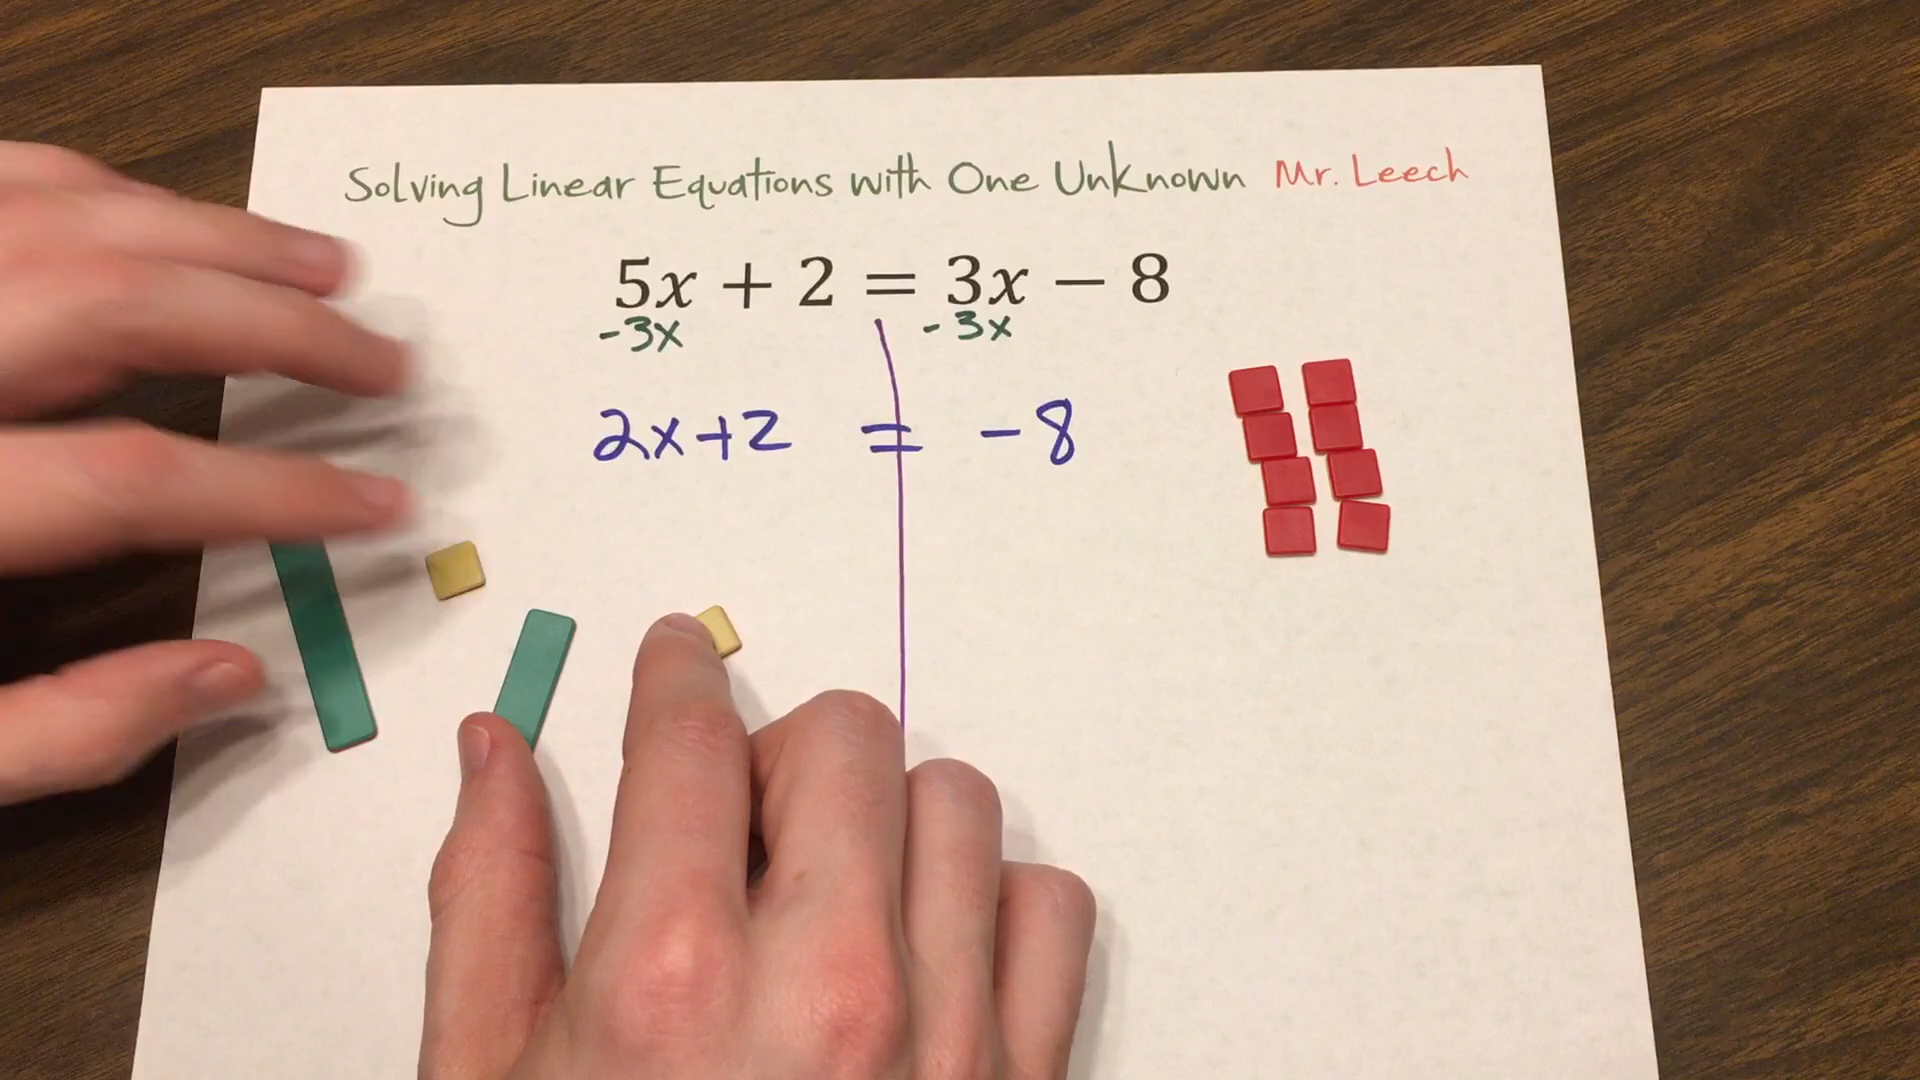 Solving Linear Equations with One Unknown Mr. Leech
5x + 2 = 3x − 8
-3x -3x
2x+2 = -8